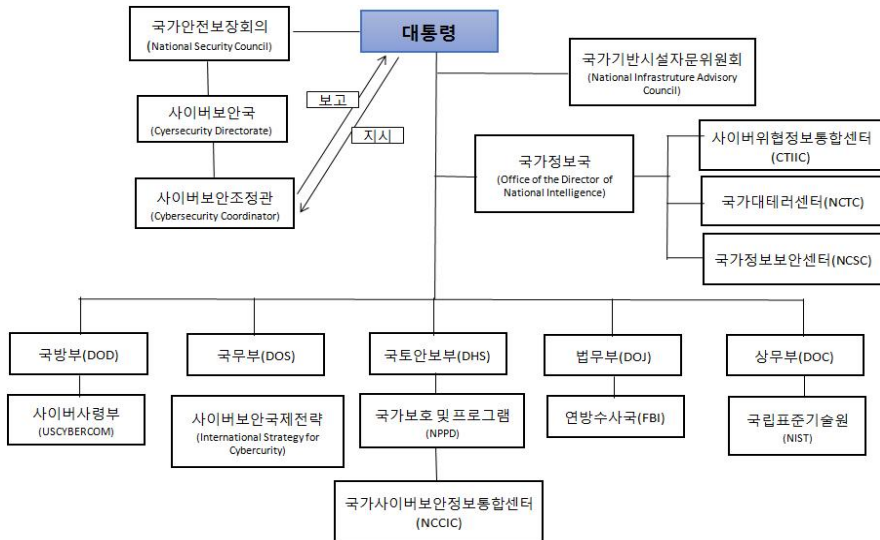 국가안전보장회의
(National Security Council)
대통령
국가기반시설자문위원회
(National Infrastruture Advisory
Council)
보고
지시
사이버보안국
(Cyersecurity Directorate)
사이버보안조정관
(Cybersecurity Coordinator)
국가정보국
(Office of the Director of
National Intelligence)
사이버위협정보통합센터
(CTIIC)
국가대테러센터(NCTC)
국가정보보안센터(NCSC)
국방부(DOD)
국무부(DOS)
국토안보부(DHS)
법무부(DOJ)
상무부(DOC)
사이버사령부
(USCYBERCOM)
사이버보안국제전략
(International Strategy for
Cybercurity)
국가보호 및 프로그램
(NPPD)
연방수사국(FBI)
국립표준기술원
(NIST)
국가사이버보안정보통합센터
(NCCIC)